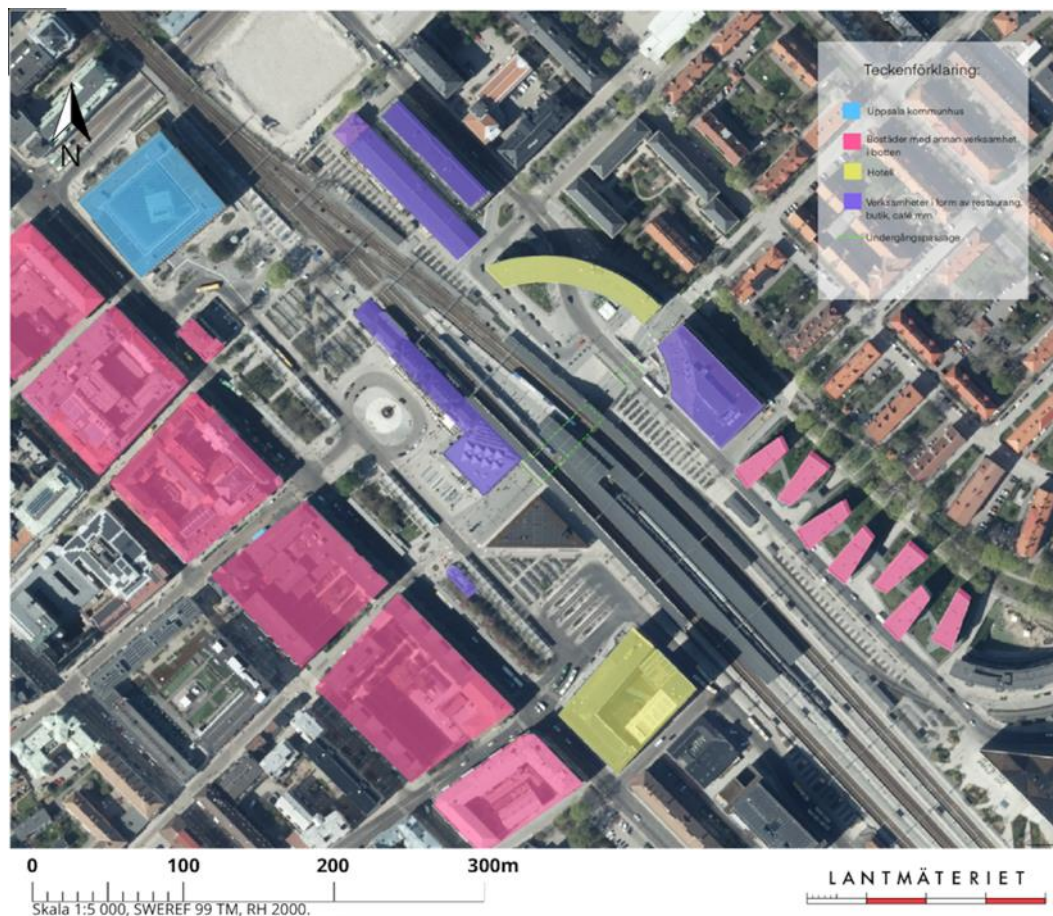 Teckenförklaring:
Uppsala kommunhus
Bostäder med annan verksamhet
i botten
Hotell
Verksamheter i form av restaurang,
butik, café mm
Undergångspassage
N
0 100 200 300m
Skala 1:5 000, SWEREF 99 TM, RH 2000.
LANTMÄTERIET